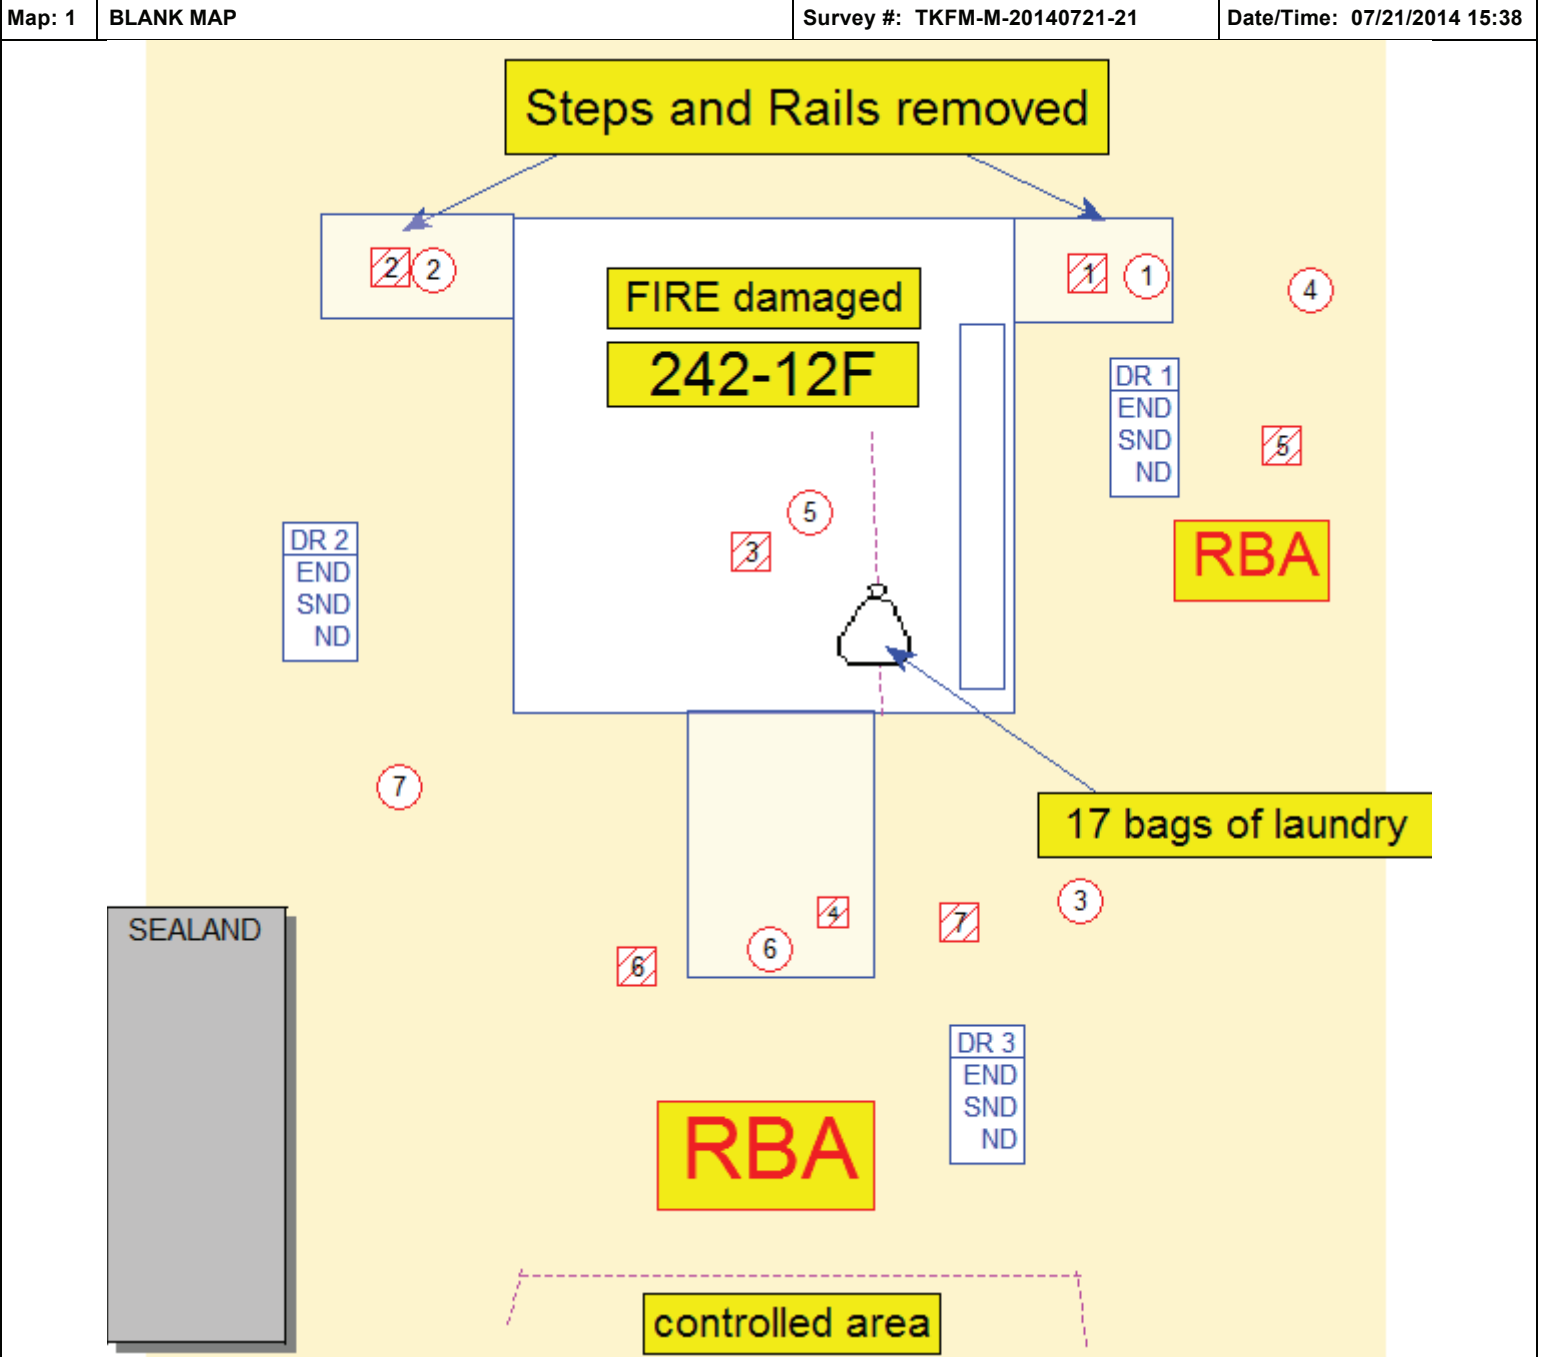 Map: 1 BLANK MAP Survey #: TKFM-M-20140721-21 Date/Time: 07/21/2014 15:38
Steps and Rails removed
2 2
1 1
4
FIRE damaged
242-12F
DR 1
END
SND
ND
5
5
3
RBA
DR 2
END
SND
ND
7
17 bags of laundry
3
4
7
6
6
SEALAND
DR 3
END
SND
ND
RBA
controlled area